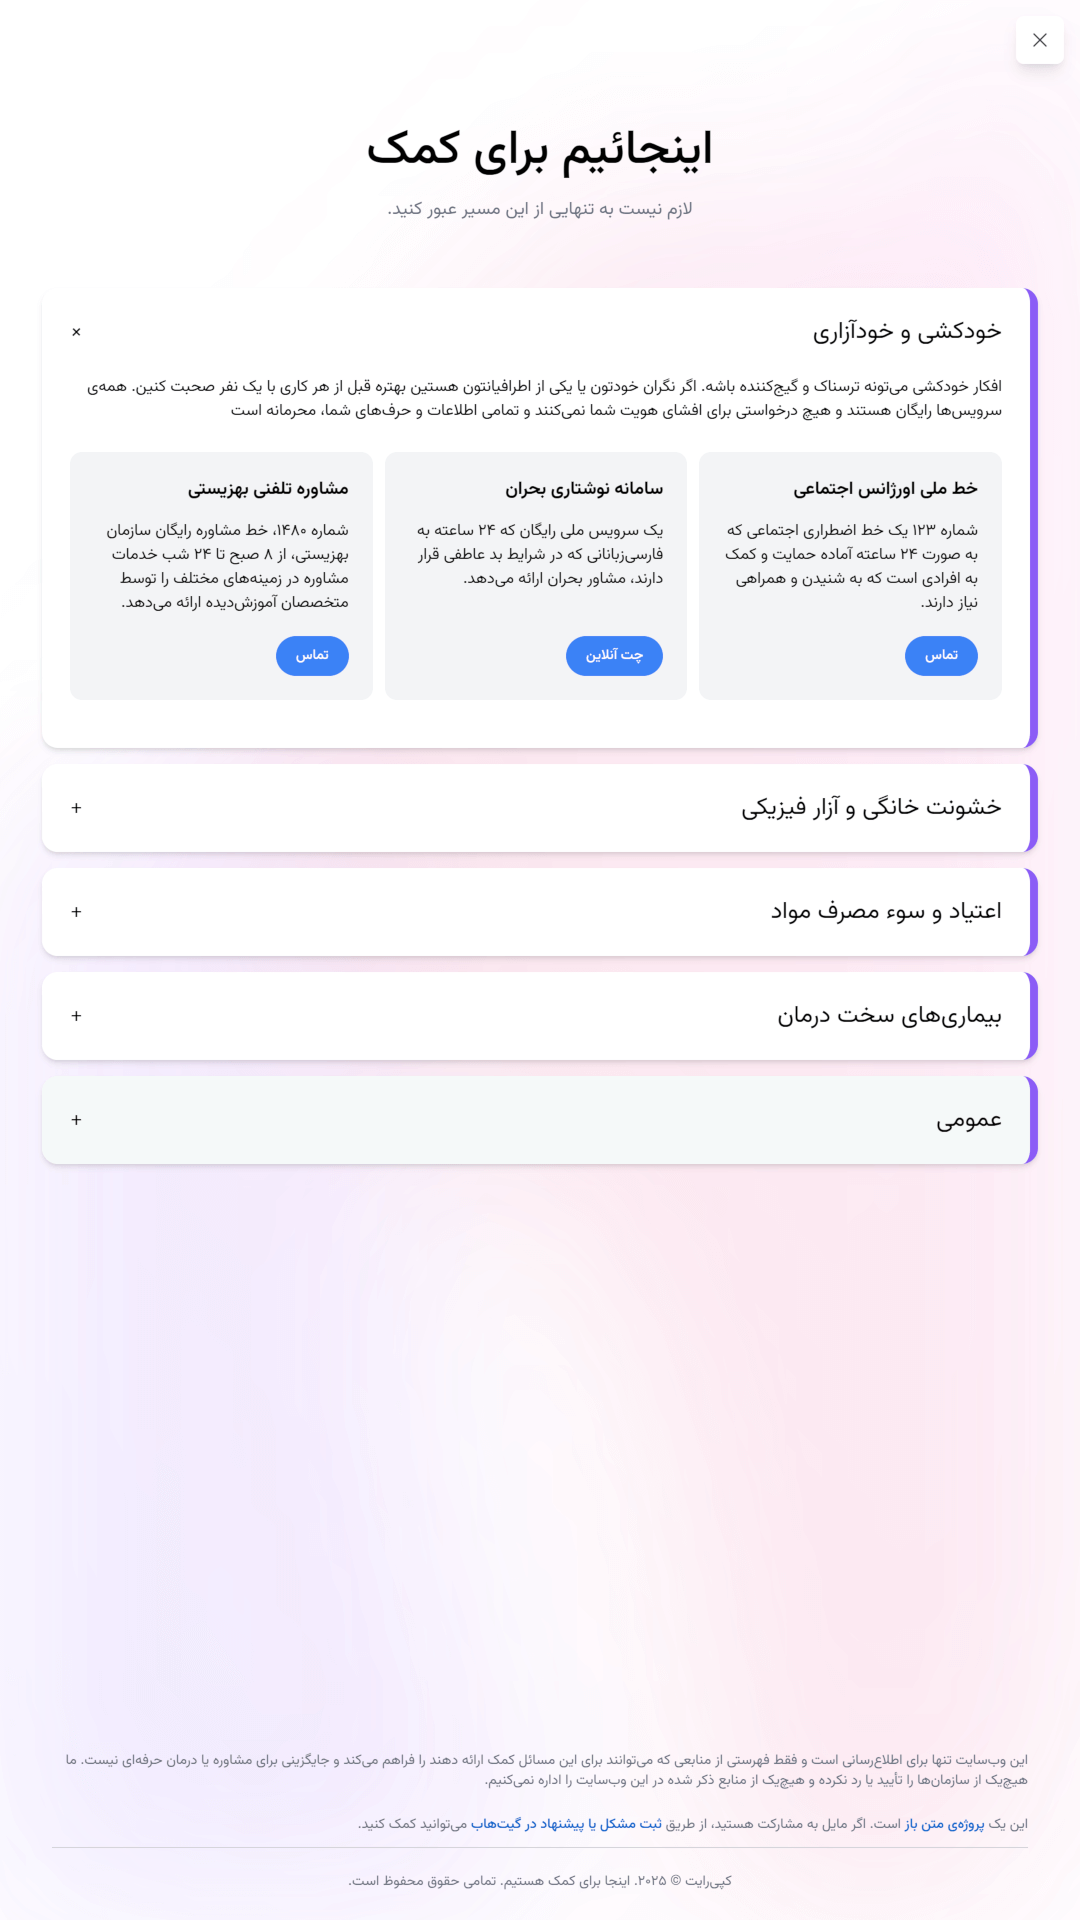 اینجائیم برای کمک
لازم نیست به تنهایی از این مسیر عبور کنید.
خودکشی و خودآزاری
×
افکار خودکشی می‌تونه ترسناک و گیج‌کننده باشه. اگر نگران خودتون یا یکی از اطرافیانتون هستین بهتره قبل از هر کاری با یک نفر صحبت کنین. همه‌ی
سرویس‌ها رایگان هستند و هیچ درخواستی برای افشای هویت شما نمی‌کنند و تمامی اطلاعات و حرف‌های شما، محرمانه است
خط ملی اورژانس اجتماعی
شماره ۱۲۳ یک خط اضطراری اجتماعی که
به صورت ۲۴ ساعته آماده حمایت و کمک
به افرادی است که به شنیدن و همراهی
نیاز دارند.
تماس
سامانه نوشتاری بحران
یک سرویس ملی رایگان که ۲۴ ساعته به
فارسی‌زبانانی که در شرایط بد عاطفی قرار
دارند، مشاور بحران ارائه می‌دهد.
چت آنلاین
مشاوره تلفنی بهزیستی
شماره ۱۴۸۰، خط مشاوره رایگان سازمان
بهزیستی، از ۸ صبح تا ۲۴ شب خدمات
مشاوره در زمینه‌های مختلف را توسط
متخصصان آموزش‌دیده ارائه می‌دهد.
تماس
خشونت خانگی و آزار فیزیکی
+
اعتیاد و سوء مصرف مواد
+
بیماری‌های سخت درمان
+
عمومی
+
این وب‌سایت تنها برای اطلاع‌رسانی است و فقط فهرستی از منابعی که می‌توانند برای این مسائل کمک ارائه دهند را فراهم می‌کند و جایگزینی برای مشاوره یا درمان حرفه‌ای نیست. ما
هیچ‌یک از سازمان‌ها را تأیید یا رد نکرده و هیچ‌یک از منابع ذکر شده در این وب‌سایت را اداره نمی‌کنیم.
این یک پروژه‌ی متن باز است. اگر مایل به مشارکت هستید، از طریق ثبت مشکل یا پیشنهاد در گیت‌هاب می‌توانید کمک کنید.
کپی‌رایت © ۲۰۲۵. اینجا برای کمک هستیم. تمامی حقوق محفوظ است.